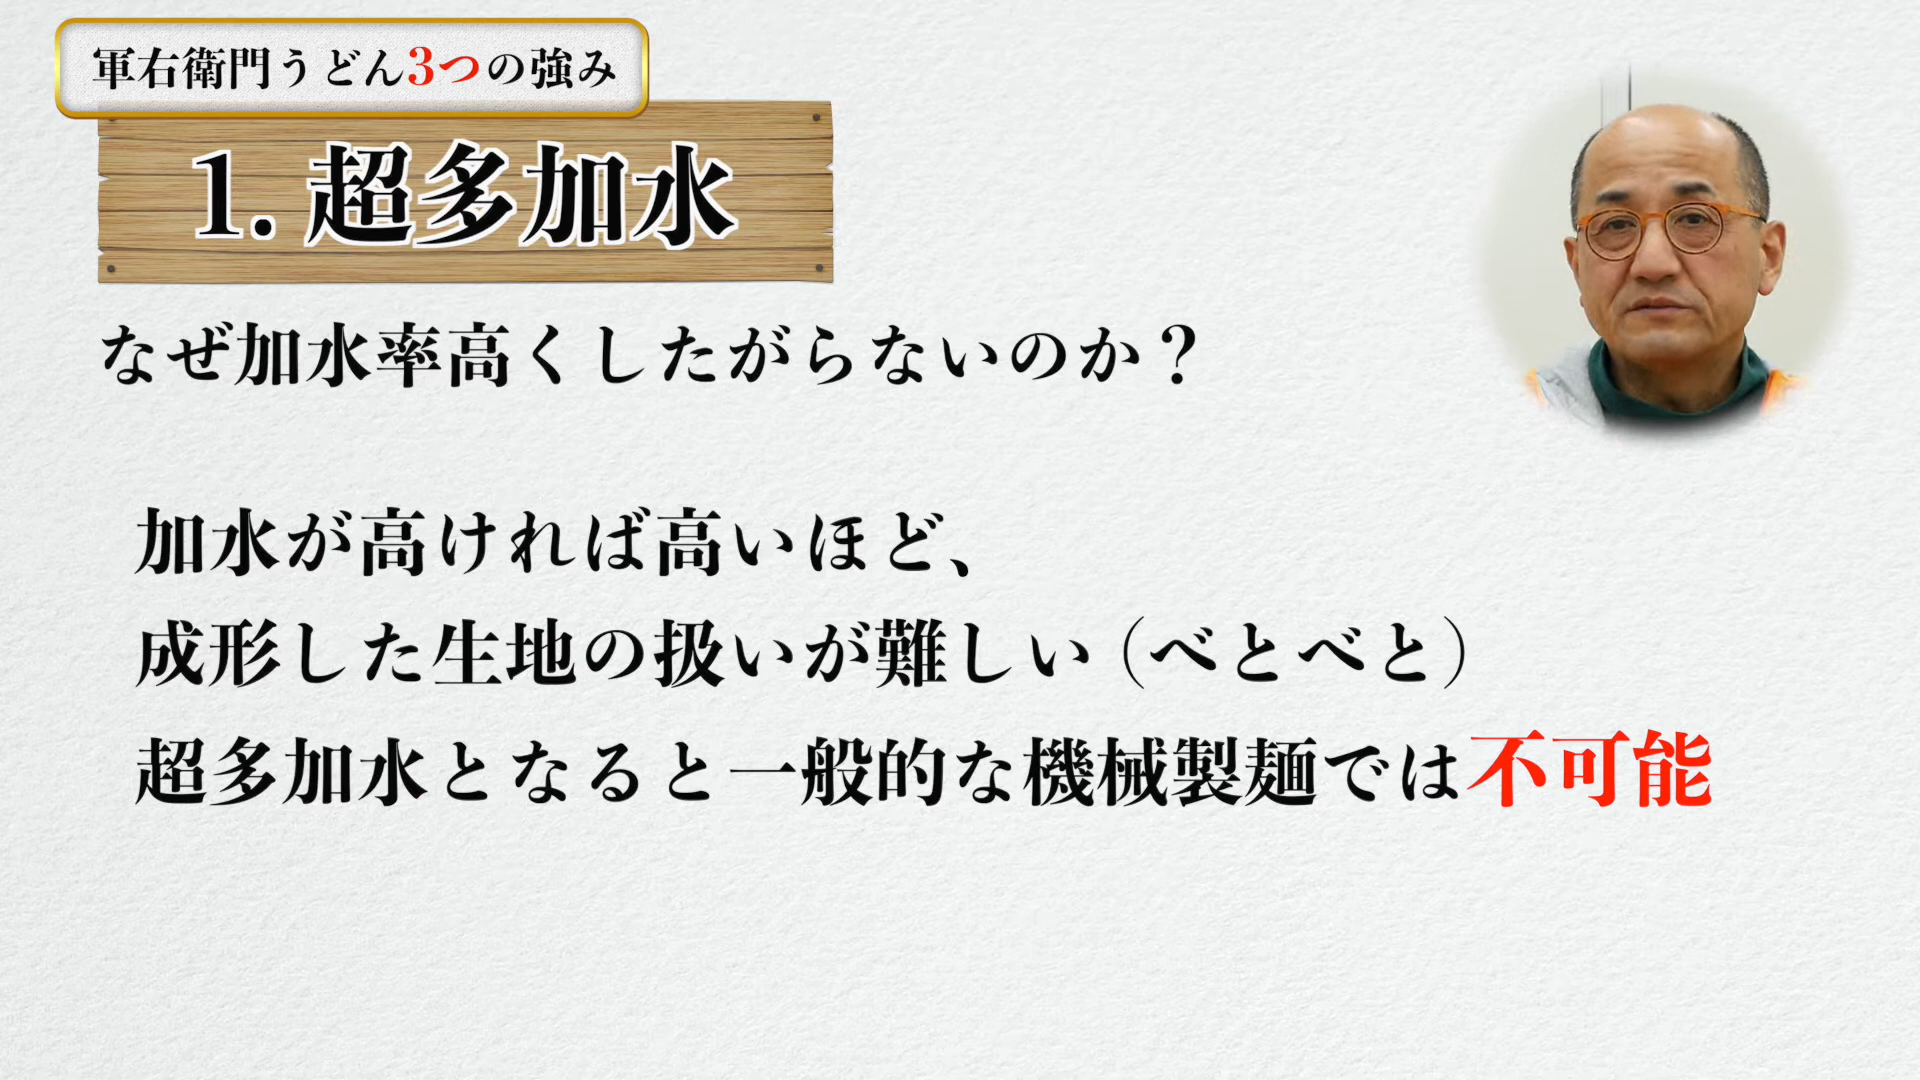 軍右衛門うどん3つの強み
1. 超多加水
なぜ加水率高くしたがらないのか？
加水が高ければ高いほど、
成形した生地の扱いが難しい（べとべと）
超多加水となると一般的な機械製麺では不可能